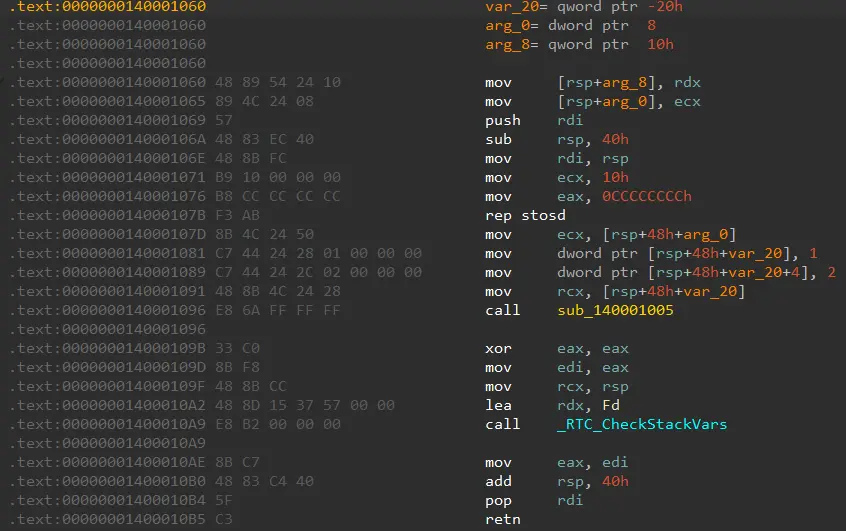 .text:0000000140001060 var_20= qword ptr -20h
.text:0000000140001060 arg_0= dword ptr  8
.text:0000000140001060 arg_8= qword ptr  10h
.text:0000000140001060
.text:0000000140001060 48 89 54 24 10 mov [rsp+arg_8], rdx
.text:0000000140001065 89 4C 24 08 mov [rsp+arg_0], ecx
.text:0000000140001069 57 push rdi
.text:000000014000106A 48 83 EC 40 sub rsp, 40h
.text:000000014000106E 48 8B FC mov rdi, rsp
.text:0000000140001071 B9 10 00 00 00 mov ecx, 10h
.text:0000000140001076 B8 CC CC CC CC mov eax, 0CCCCCCCCh
.text:000000014000107B F3 AB rep stosd
.text:000000014000107D 8B 4C 24 50 mov ecx, [rsp+48h+arg_0]
.text:0000000140001081 C7 44 24 28 01 00 00 00 mov dword ptr [rsp+48h+var_20], 1
.text:0000000140001089 C7 44 24 2C 02 00 00 00 mov dword ptr [rsp+48h+var_20+4], 2
.text:0000000140001091 48 8B 4C 24 28 mov rcx, [rsp+48h+var_20]
.text:0000000140001096 E8 6A FF FF FF call sub_140001005
.text:0000000140001096
.text:000000014000109B 33 C0 xor eax, eax
.text:000000014000109D 8B F8 mov edi, eax
.text:000000014000109F 48 8B CC mov rcx, rsp
.text:00000001400010A2 48 8D 15 37 57 00 00 lea rdx, Fd
.text:00000001400010A9 E8 B2 00 00 00 call _RTC_CheckStackVars
.text:00000001400010A9
.text:00000001400010AE 8B C7 mov eax, edi
.text:00000001400010B0 48 83 C4 40 add rsp, 40h
.text:00000001400010B4 5F pop rdi
.text:00000001400010B5 C3 retn